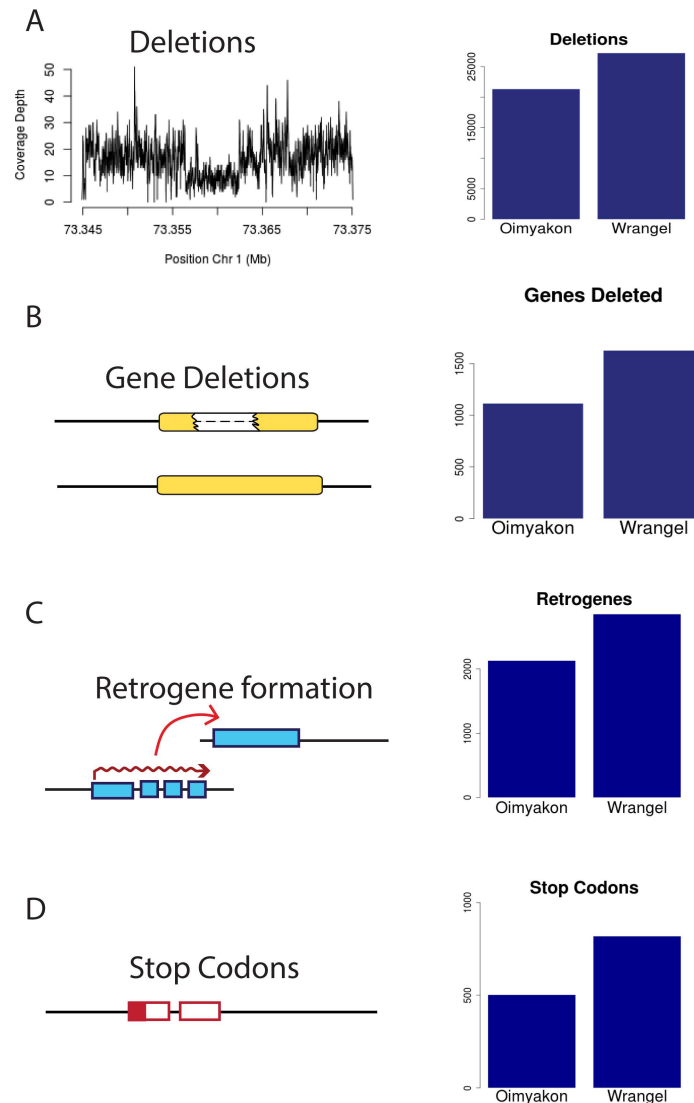 A
Deletions
Coverage Depth
50
40
30
20
10
0
73.345
73.355
73.365
73.375
Position Chr 1 (Mb)
Deletions
25000
15000
5000
0
Oimyakon
Wrangel
B
Gene Deletions
Genes Deleted
1500
1000
500
0
Oimyakon
Wrangel
C
Retrogene formation
Retrogenes
2000
1000
0
Oimyakon
Wrangel
D
Stop Codons
Stop Codons
1000
500
0
Oimyakon
Wrangel